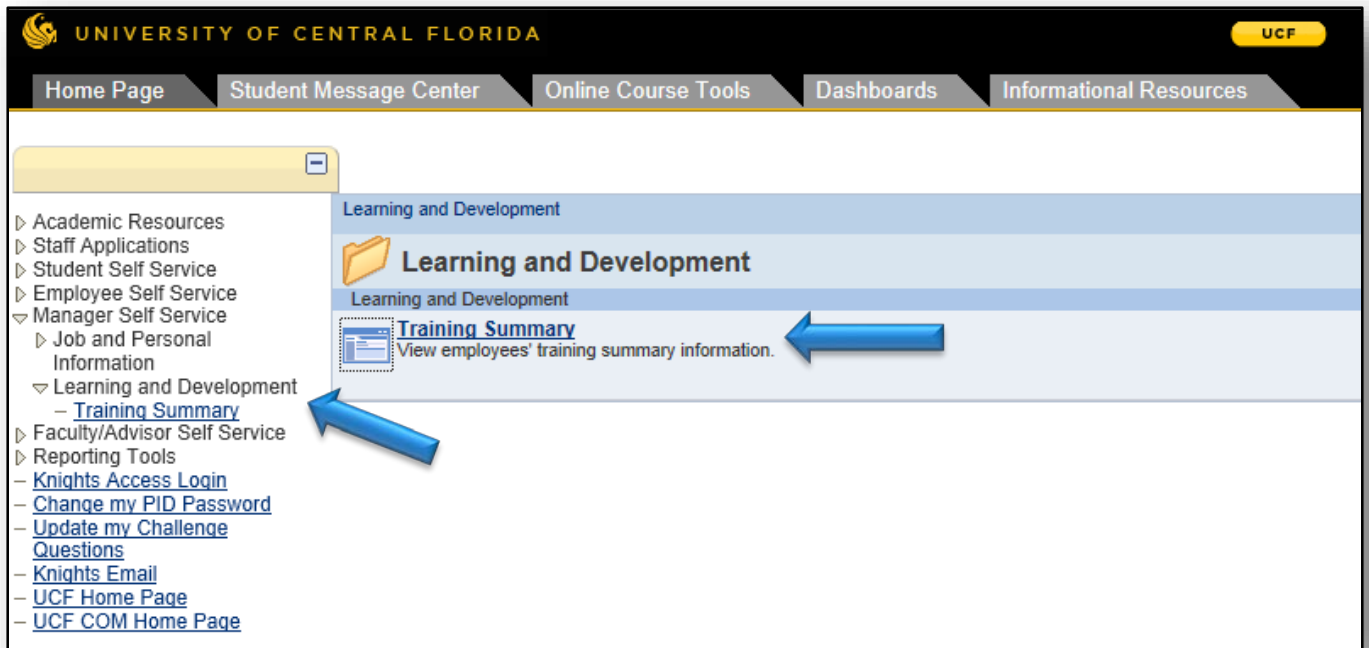 UNIVERSITY OF CENTRAL FLORIDA
UCF
Home Page
Student Message Center
Online Course Tools
Dashboards
Informational Resources
Academic Resources
Staff Applications
Student Self Service
Employee Self Service
Manager Self Service
Job and Personal
Information
Learning and Development
Training Summary
Faculty/Advisor Self Service
Reporting Tools
Knights Access Login
Change my PID Password
Update my Challenge
Questions
Knights Email
UCF Home Page
UCF COM Home Page
Learning and Development
Learning and Development
Learning and Development
Training Summary
View employees' training summary information.